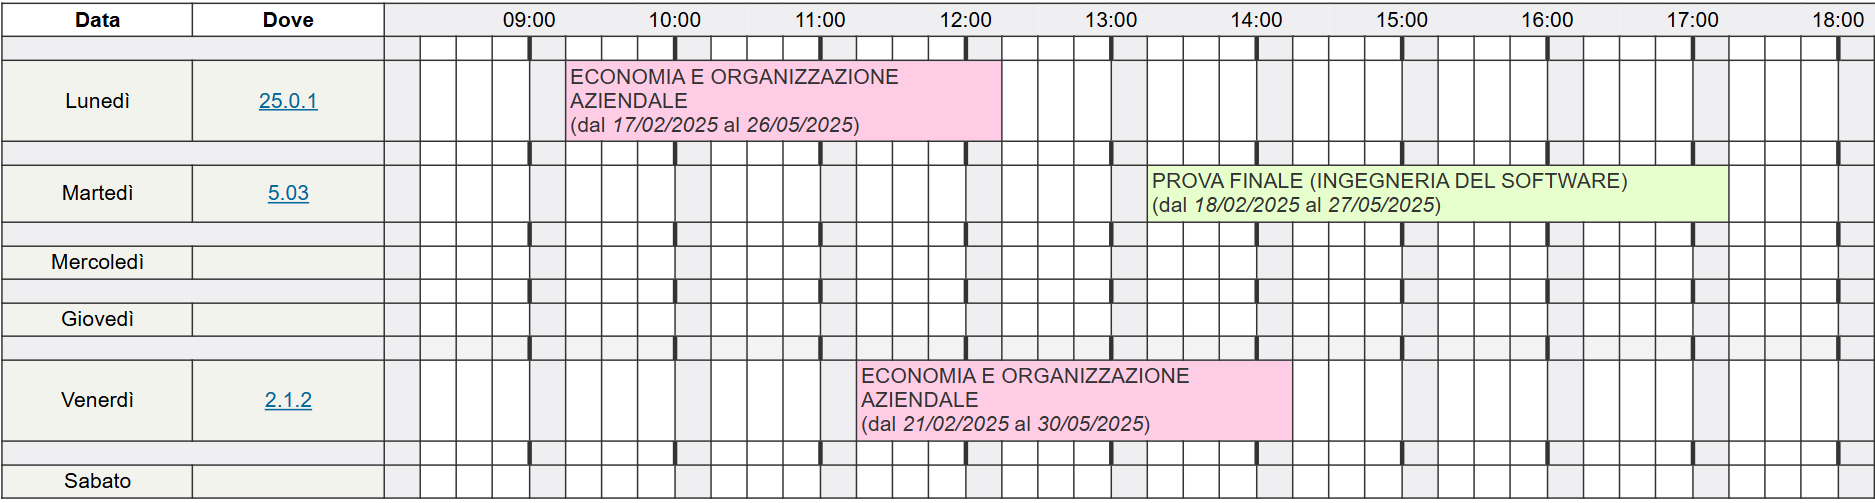 Data Dove 09:00 10:00 11:00 12:00 13:00 14:00 15:00 16:00 17:00 18:00
Lunedì 25.0.1
ECONOMIA E ORGANIZZAZIONE
AZIENDALE
(dal 17/02/2025 al 26/05/2025)
Martedì 5.03
PROVA FINALE (INGEGNERIA DEL SOFTWARE)
(dal 18/02/2025 al 27/05/2025)
Mercoledì
Giovedì
Venerdì 2.1.2
ECONOMIA E ORGANIZZAZIONE
AZIENDALE
(dal 21/02/2025 al 30/05/2025)
Sabato